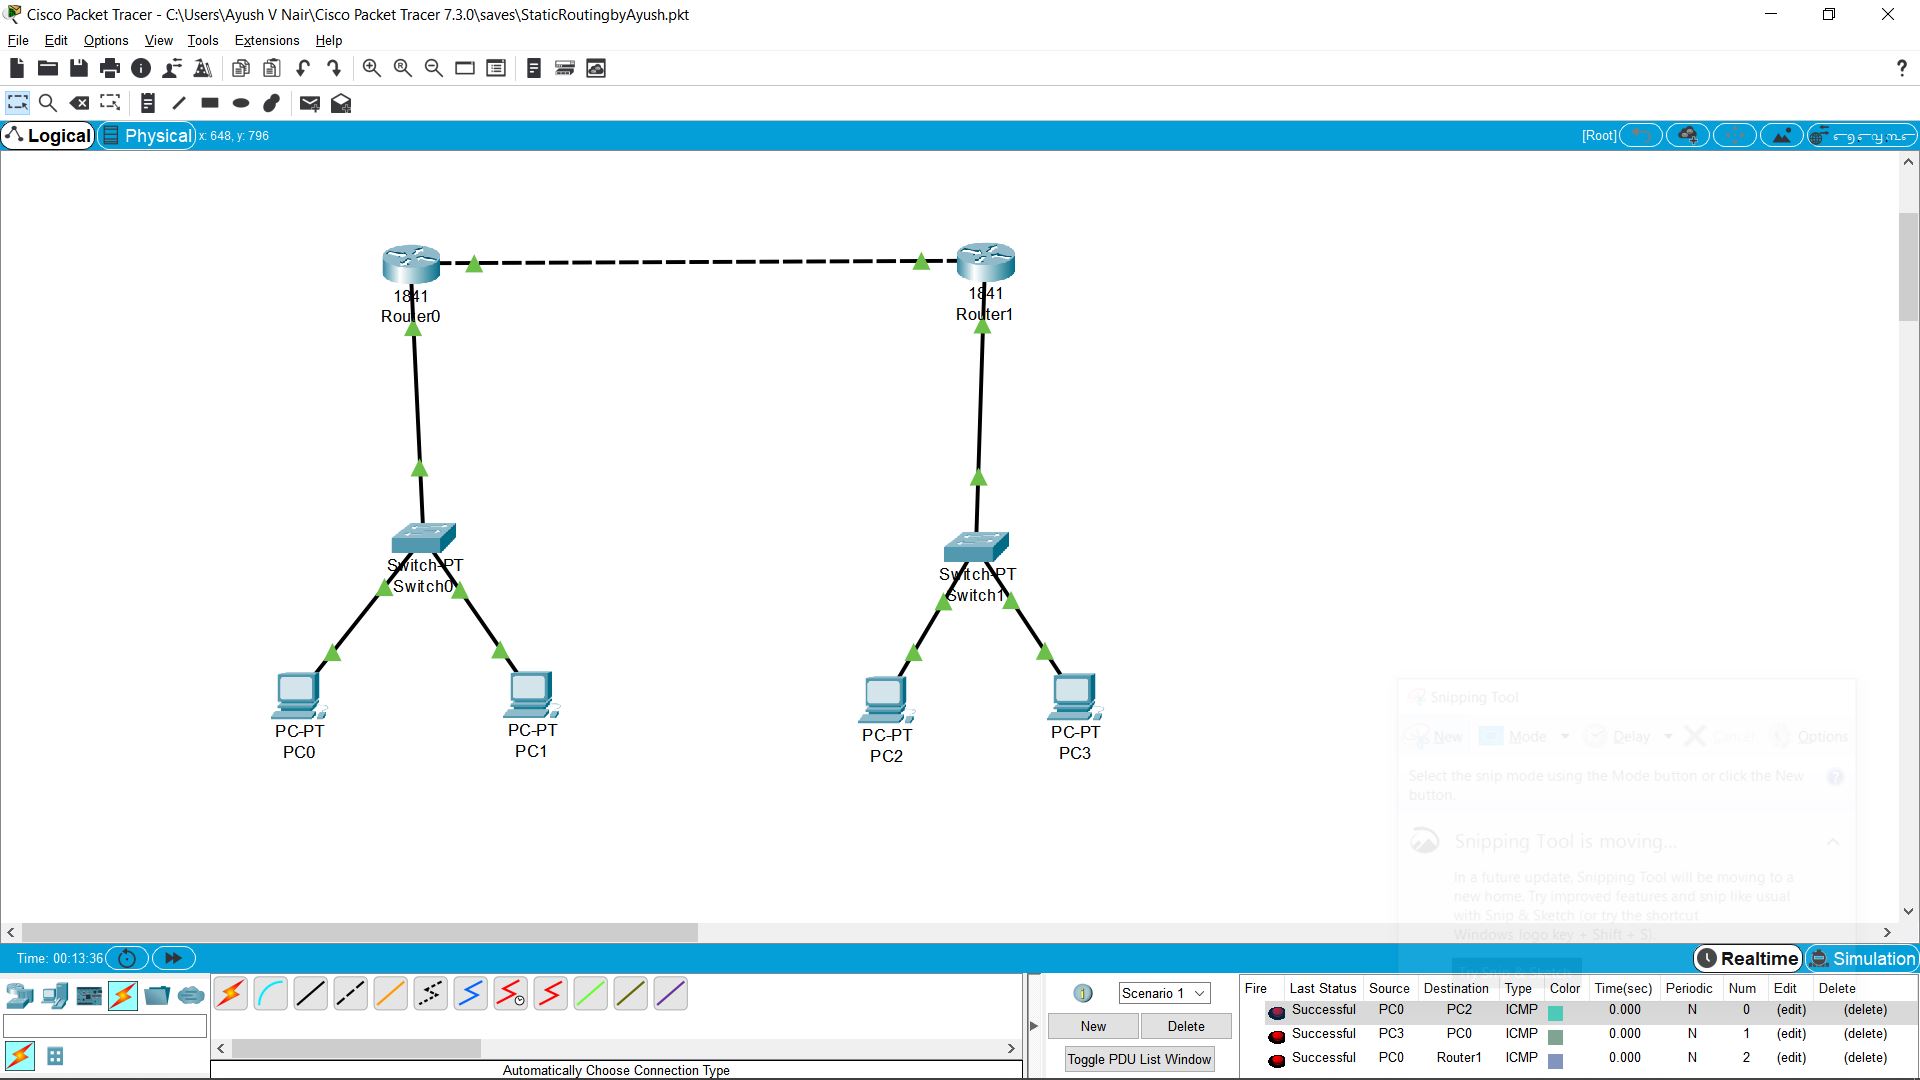 Cisco Packet Tracer - C:\Users\Ayush V Nair\Cisco Packet Tracer 7.3.0\saves\StaticRoutingbyAyush.pkt
File Edit Options View Tools Extensions Help
Logical Physical x: 648, y: 796 [Root]
1841
Router0
1841
Router1
Switch-PT
Switch0
Switch-PT
Switch1
PC-PT
PC0
PC-PT
PC1
PC-PT
PC2
PC-PT
PC3
Snipping Tool
New Mode Delay Cancel Options
Select the snip mode using the Mode button or click the New
button.
Snipping Tool is moving...
In a future update, Snipping Tool will be moving to a
new home. Try improved features and snip like usual
with Snip & Sketch (or try the shortcut
Windows logo key + Shift + S).
Try Snip & Sketch
Time: 00:13:36 Realtime Simulation
Scenario 1
New Delete
Toggle PDU List Window
Automatically Choose Connection Type
Fire Last Status Source Destination Type Color Time(sec) Periodic Num Edit Delete
Successful PC0 PC2 ICMP 0.000 N 0 (edit) (delete)
Successful PC3 PC0 ICMP 0.000 N 1 (edit) (delete)
Successful PC0 Router1 ICMP 0.000 N 2 (edit) (delete)